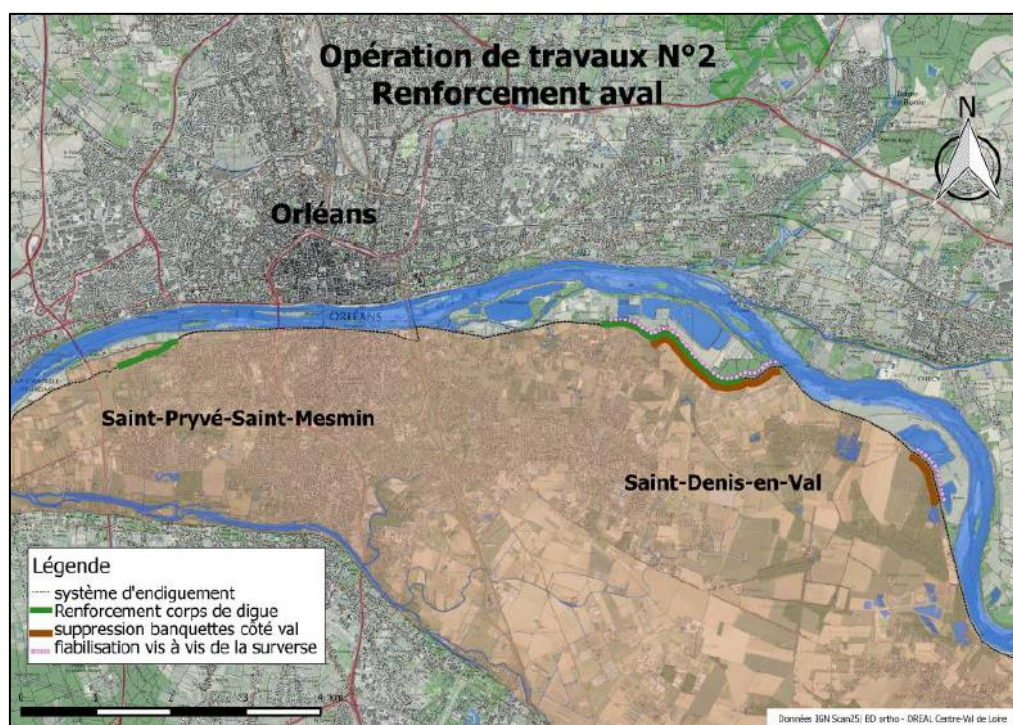 Opération de travaux N°2
Renforcement aval
N
Orléans
ORLÉANS
CHÉCY
Saint-Pryvé-Saint-Mesmin
Saint-Denis-en-Val
Légende
système d'endiguement
Renforcement corps de digue
suppression banquettes côté val
fiabilisation vis à vis de la surverse
0 1 2 3 4 km
Données IGN Scan25| BD ortho - DREAL Centre-Val de Loire